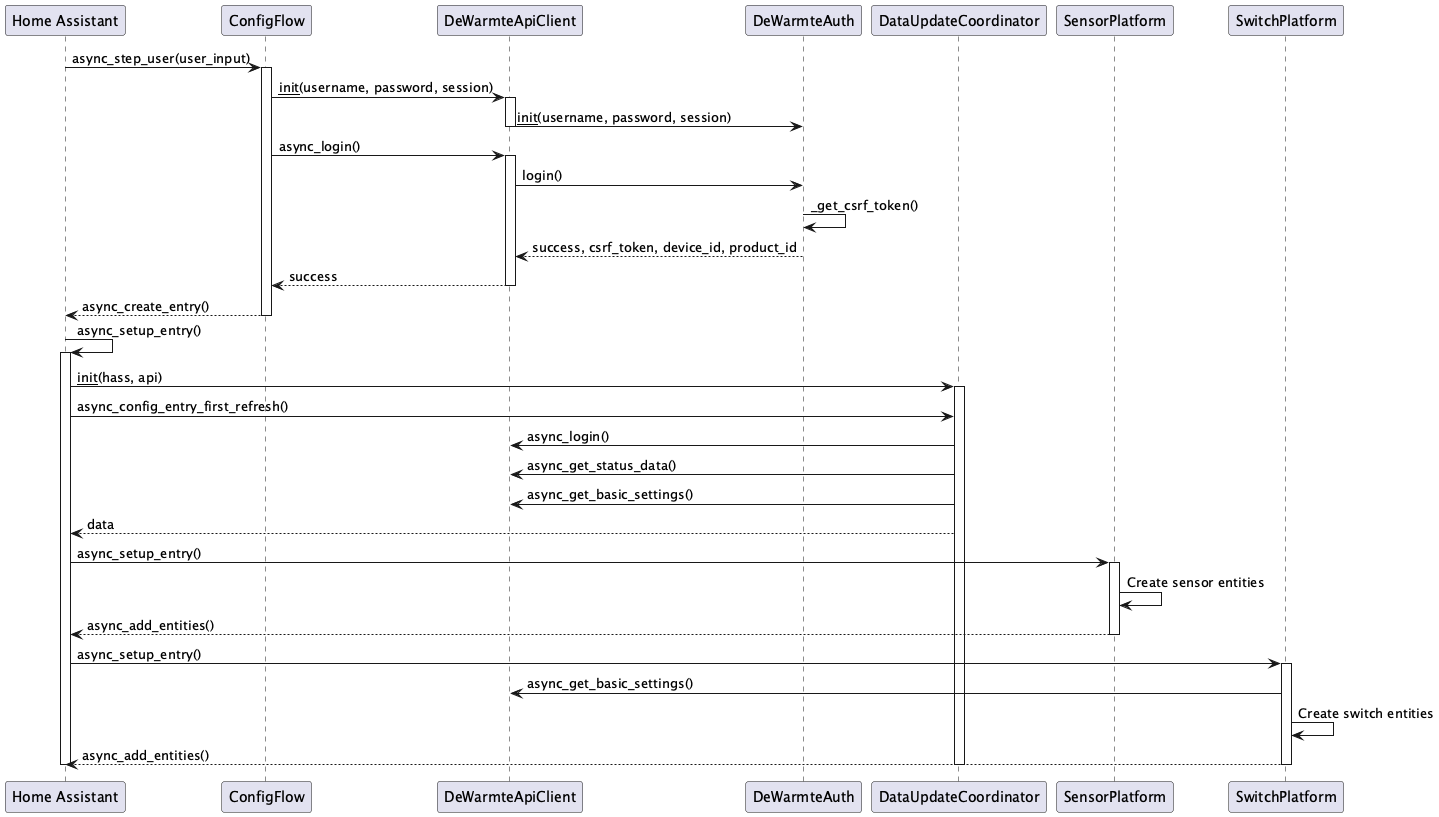 Home Assistant
ConfigFlow
DeWarmteApiClient
DeWarmteAuth
DataUpdateCoordinator
SensorPlatform
SwitchPlatform
async_step_user(user_input)
init(username, password, session)
init(username, password, session)
async_login()
login()
_get_csrf_token()
success, csrf_token, device_id, product_id
success
async_create_entry()
async_setup_entry()
init(hass, api)
async_config_entry_first_refresh()
async_login()
async_get_status_data()
async_get_basic_settings()
data
async_setup_entry()
Create sensor entities
async_add_entities()
async_setup_entry()
async_get_basic_settings()
Create switch entities
async_add_entities()
Home Assistant
ConfigFlow
DeWarmteApiClient
DeWarmteAuth
DataUpdateCoordinator
SensorPlatform
SwitchPlatform